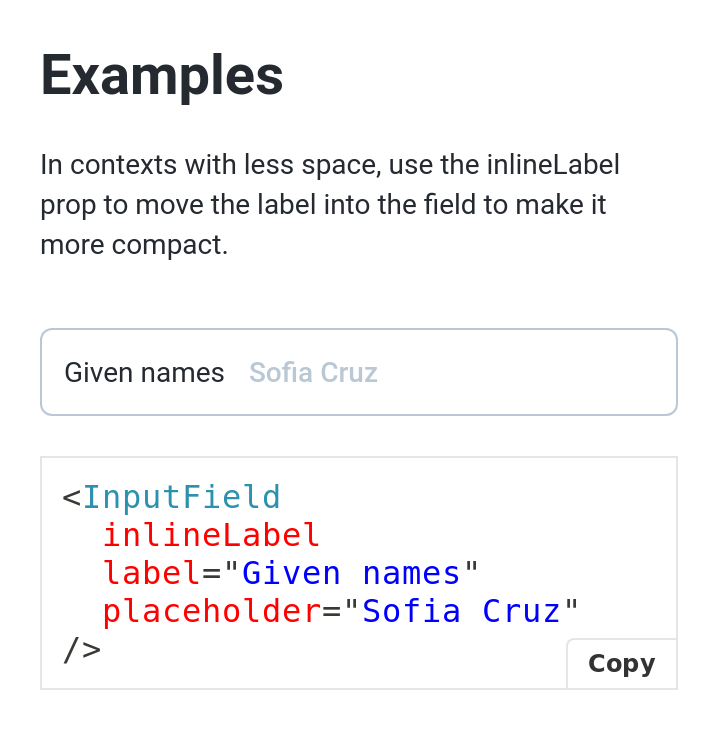 Examples
In contexts with less space, use the inlineLabel
prop to move the label into the field to make it
more compact.
Given names Sofia Cruz
<InputField
  inlineLabel
  label="Given names"
  placeholder="Sofia Cruz"
/>
Copy